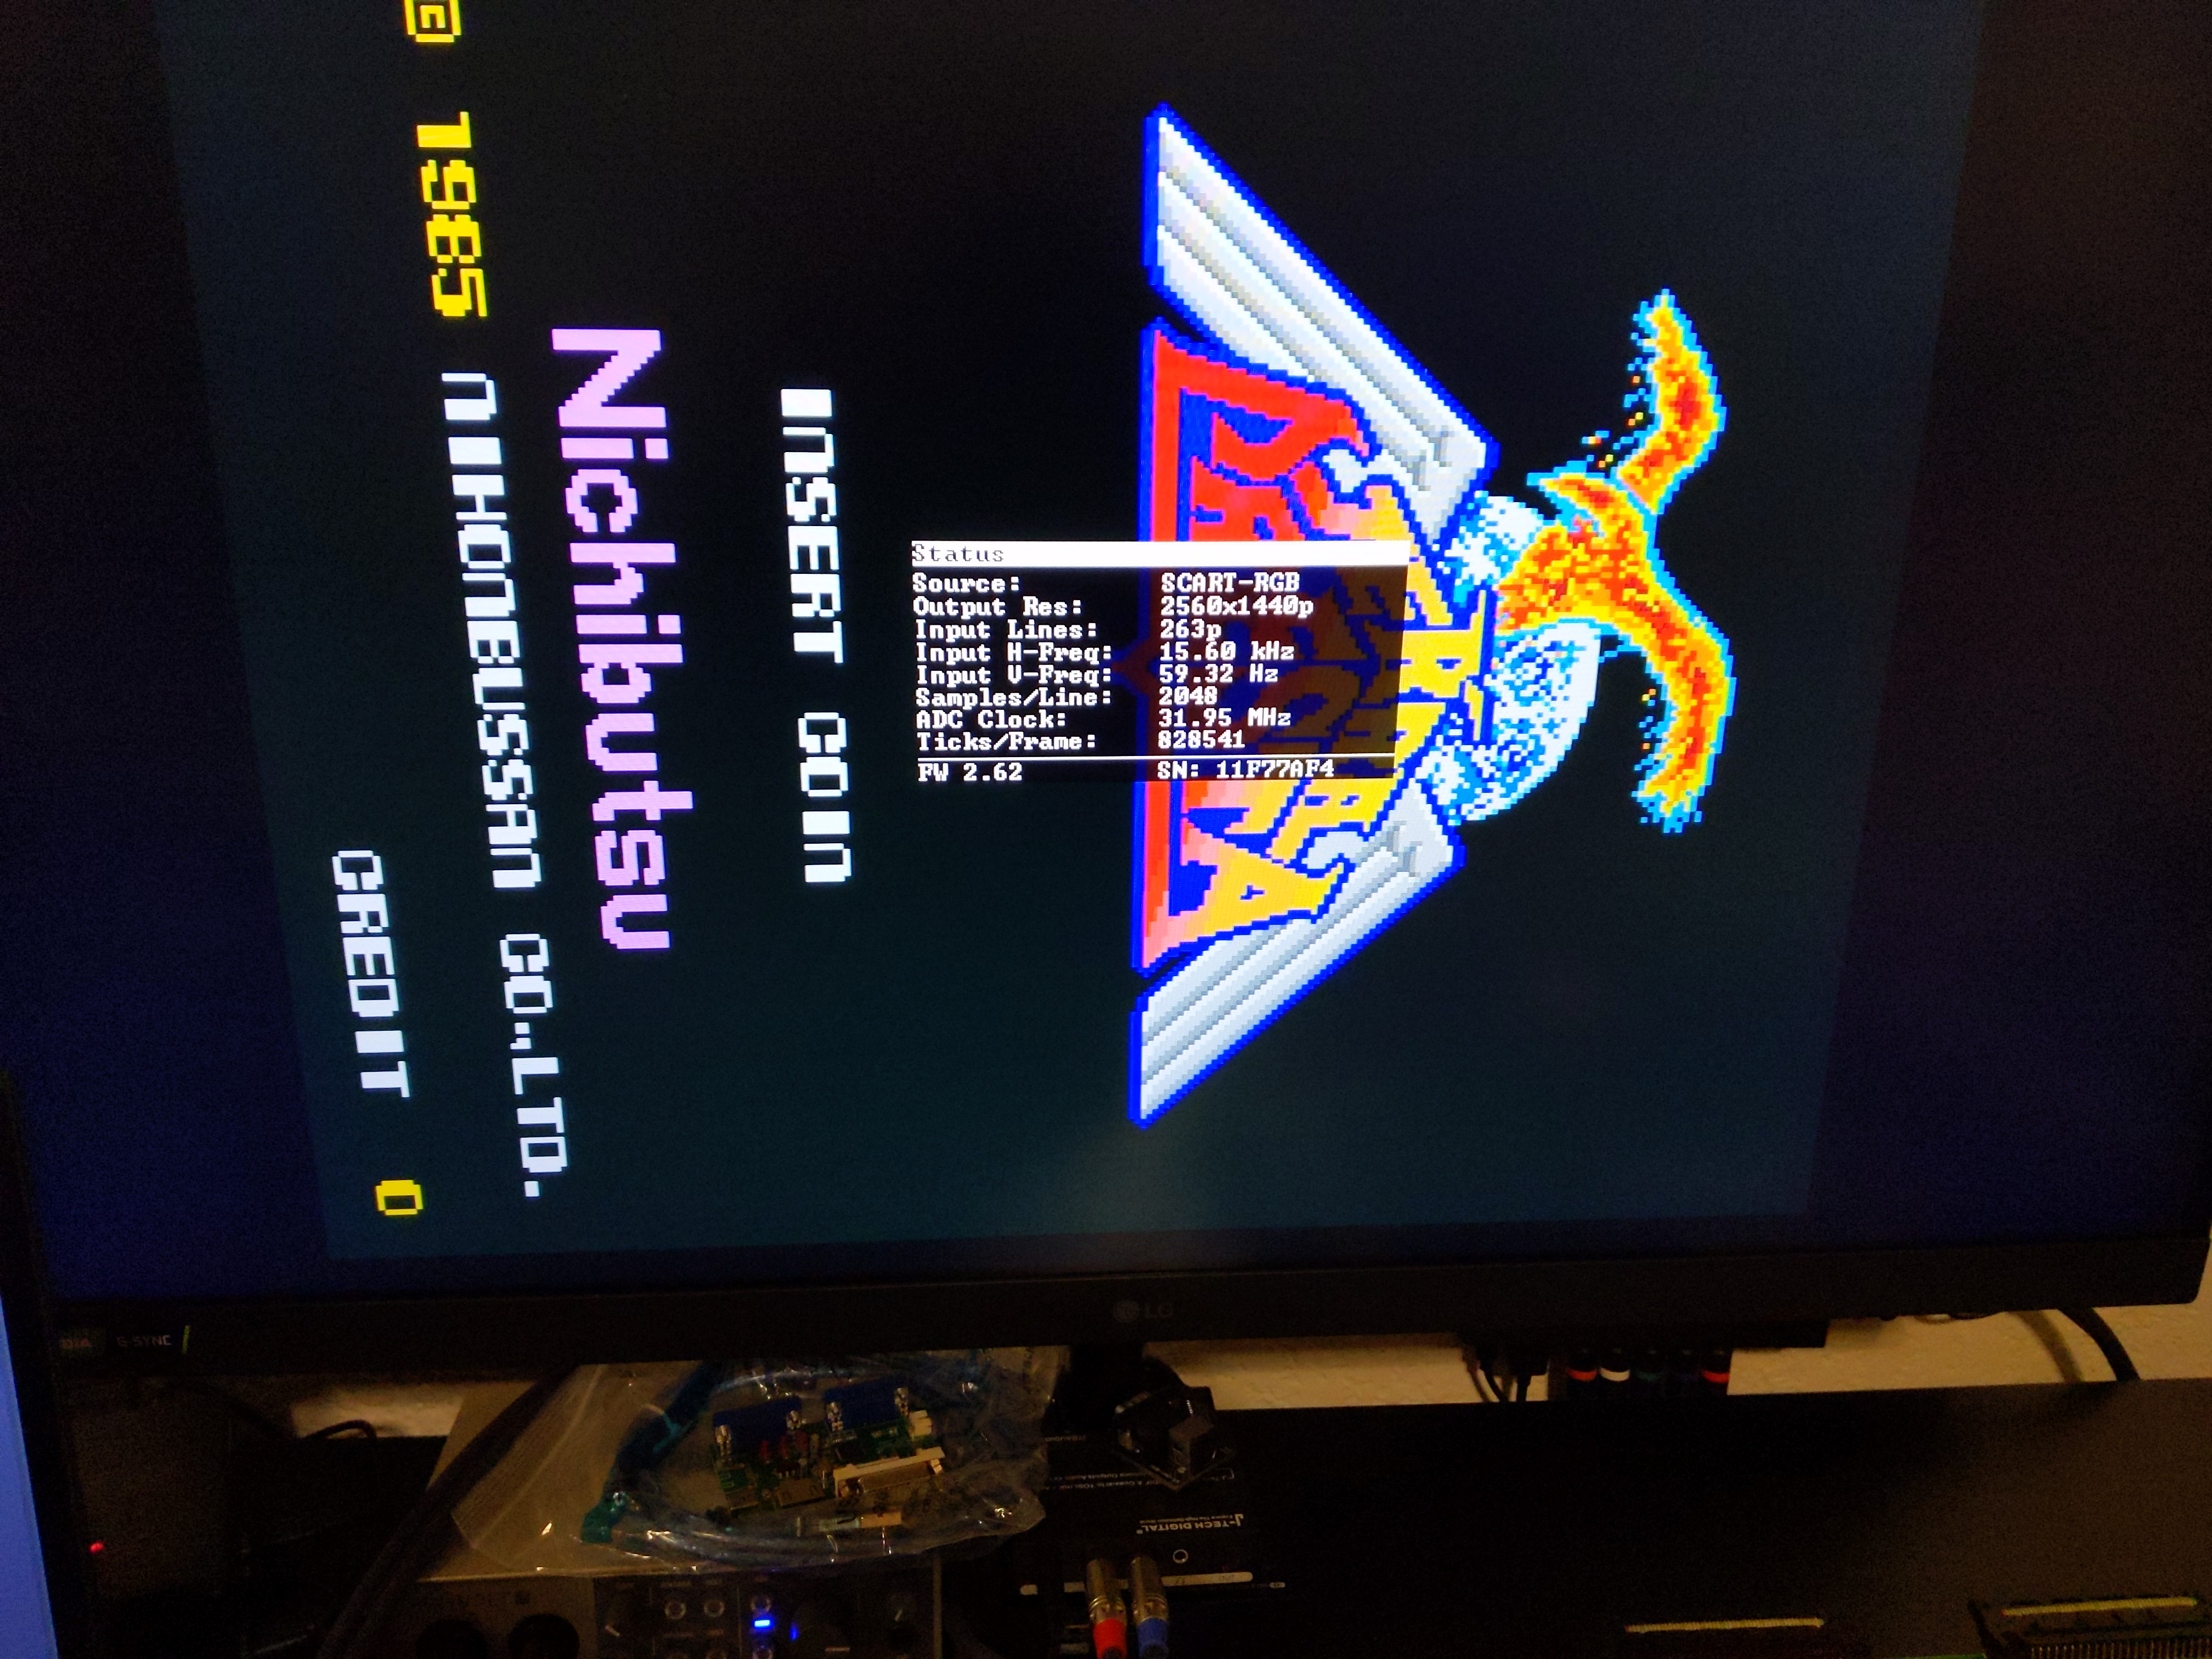 TERRA
CRESTA
INSERT COIN
Nichibutsu
© 1985 NIHONBUSSAN CO.,LTD.
CREDIT 0
Status
Source: SCART-RGB
Output Res: 2560x1440p
Input Lines: 263p
Input H-Freq: 15.60 kHz
Input V-Freq: 59.32 Hz
Samples/Line: 2048
ADC Clock: 31.95 MHz
Ticks/Frame: 828541
FW 2.62 SN: 11F77AF4
LG
G-SYNC
J-TECH DIGITAL